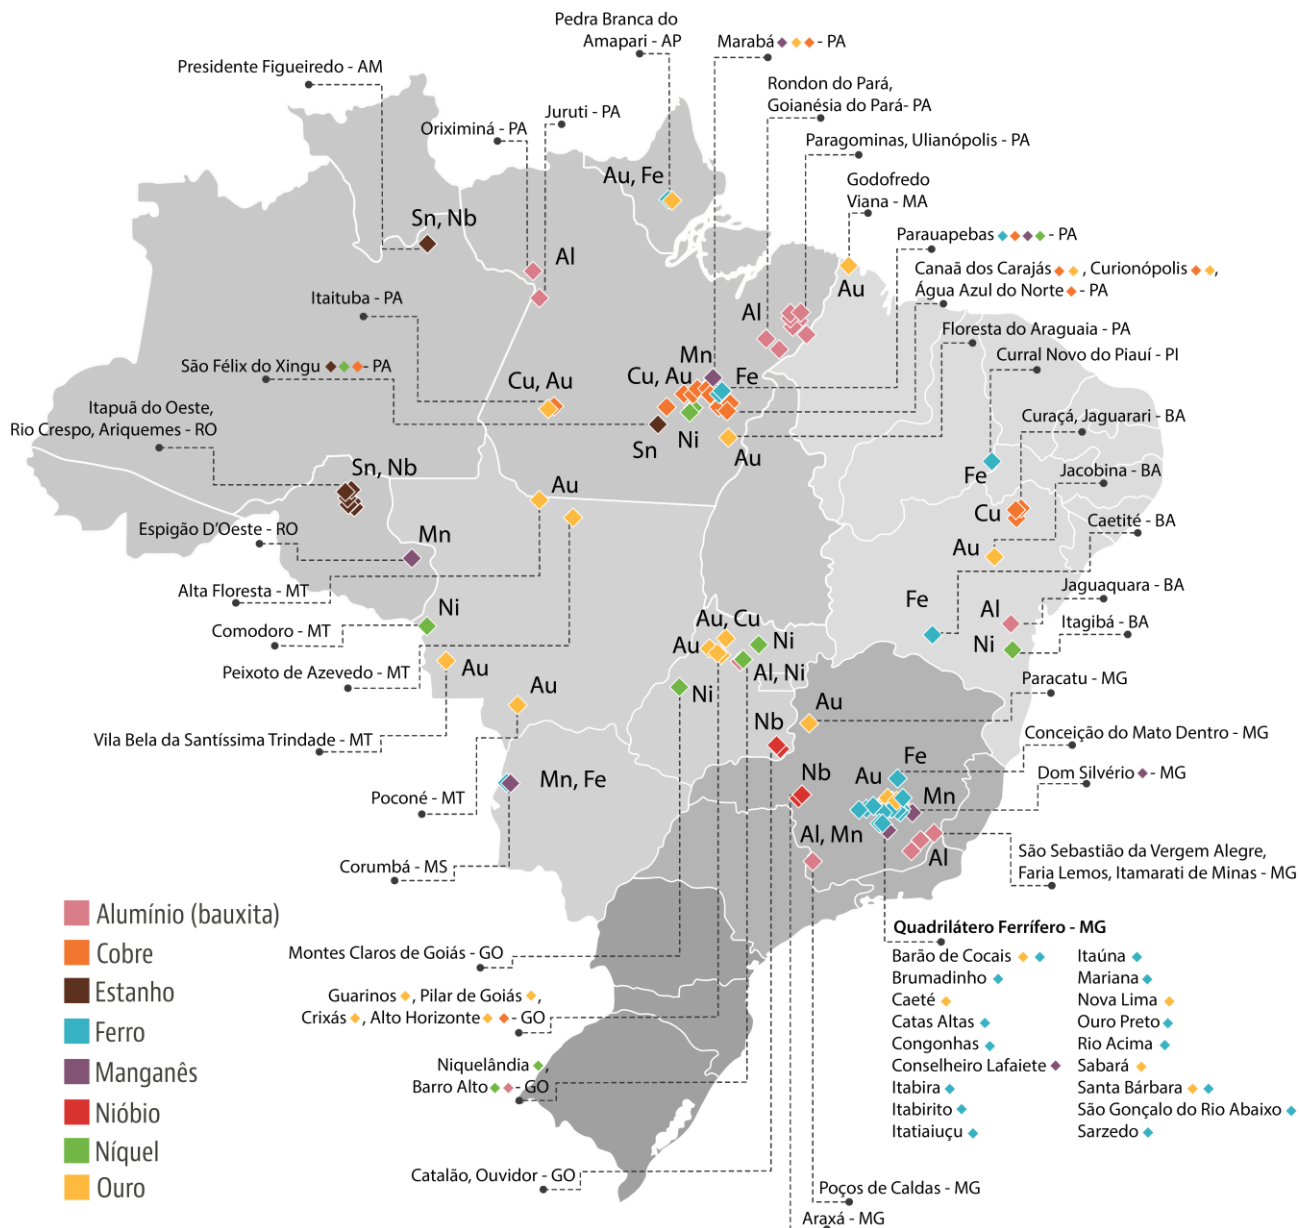 Pedra Branca do
Amapari - AP
Marabá - PA
Presidente Figueiredo - AM
Rondon do Pará,
Goianésia do Pará- PA
Juruti - PA
Oriximiná - PA
Paragominas, Ulianópolis - PA
Au, Fe
Godofredo
Viana - MA
Sn, Nb
Parauapebas - PA
Al
Canaã dos Carajás , Curionópolis ,
Água Azul do Norte - PA
Au
Itaituba - PA
Al
Floresta do Araguaia - PA
Mn
Curral Novo do Piauí - PI
São Félix do Xingu - PA
Cu, Au
Fe
Cu, Au
Itapuã do Oeste,
Rio Crespo, Ariquemes - RO
Curaçá, Jaguarari - BA
Ni
Sn
Au
Sn, Nb
Fe
Jacobina - BA
Au
Cu
Caetité - BA
Espigão D'Oeste - RO
Mn
Au
Alta Floresta - MT
Jaguaquara - BA
Fe
Al
Ni
Comodoro - MT
Au, Cu
Itagibá - BA
Au
Ni
Ni
Peixoto de Azevedo - MT
Au
Al, Ni
Au
Ni
Paracatu - MG
Au
Vila Bela da Santíssima Trindade - MT
Nb
Conceição do Mato Dentro - MG
Fe
Mn, Fe
Nb
Au
Dom Silvério - MG
Poconé - MT
Mn
Al, Mn
Corumbá - MS
Al
São Sebastião da Vergem Alegre,
Faria Lemos, Itamarati de Minas - MG
Alumínio (bauxita)
Cobre
Estanho
Ferro
Manganês
Nióbio
Níquel
Ouro
Montes Claros de Goiás - GO
Guarinos , Pilar de Goiás ,
Crixás , Alto Horizonte - GO
Niquelândia ,
Barro Alto - GO
Catalão, Ouvidor - GO
Quadrilátero Ferrífero - MG
Barão de Cocais
Brumadinho
Caeté
Catas Altas
Congonhas
Conselheiro Lafaiete
Itabira
Itabirito
Itatiaiuçu
Itaúna
Mariana
Nova Lima
Ouro Preto
Rio Acima
Sabará
Santa Bárbara
São Gonçalo do Rio Abaixo
Sarzedo
Poços de Caldas - MG
Araxá - MG